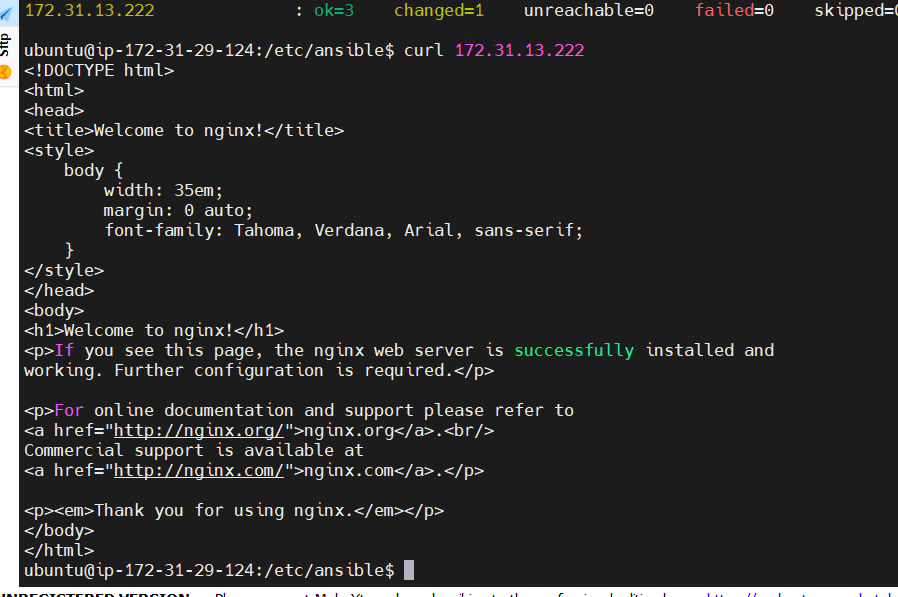 172.31.13.222 : ok=3 changed=1 unreachable=0 failed=0 skipped=0
Sftp
ubuntu@ip-172-31-29-124:/etc/ansible$ curl 172.31.13.222
<!DOCTYPE html>
<html>
<head>
<title>Welcome to nginx!</title>
<style>
    body {
        width: 35em;
        margin: 0 auto;
        font-family: Tahoma, Verdana, Arial, sans-serif;
    }
</style>
</head>
<body>
<h1>Welcome to nginx!</h1>
<p>If you see this page, the nginx web server is successfully installed and
working. Further configuration is required.</p>
<p>For online documentation and support please refer to
<a href="http://nginx.org/">nginx.org</a>.<br/>
Commercial support is available at
<a href="http://nginx.com/">nginx.com</a>.</p>
<p><em>Thank you for using nginx.</em></p>
</body>
</html>
ubuntu@ip-172-31-29-124:/etc/ansible$
UNREGISTERED VERSION